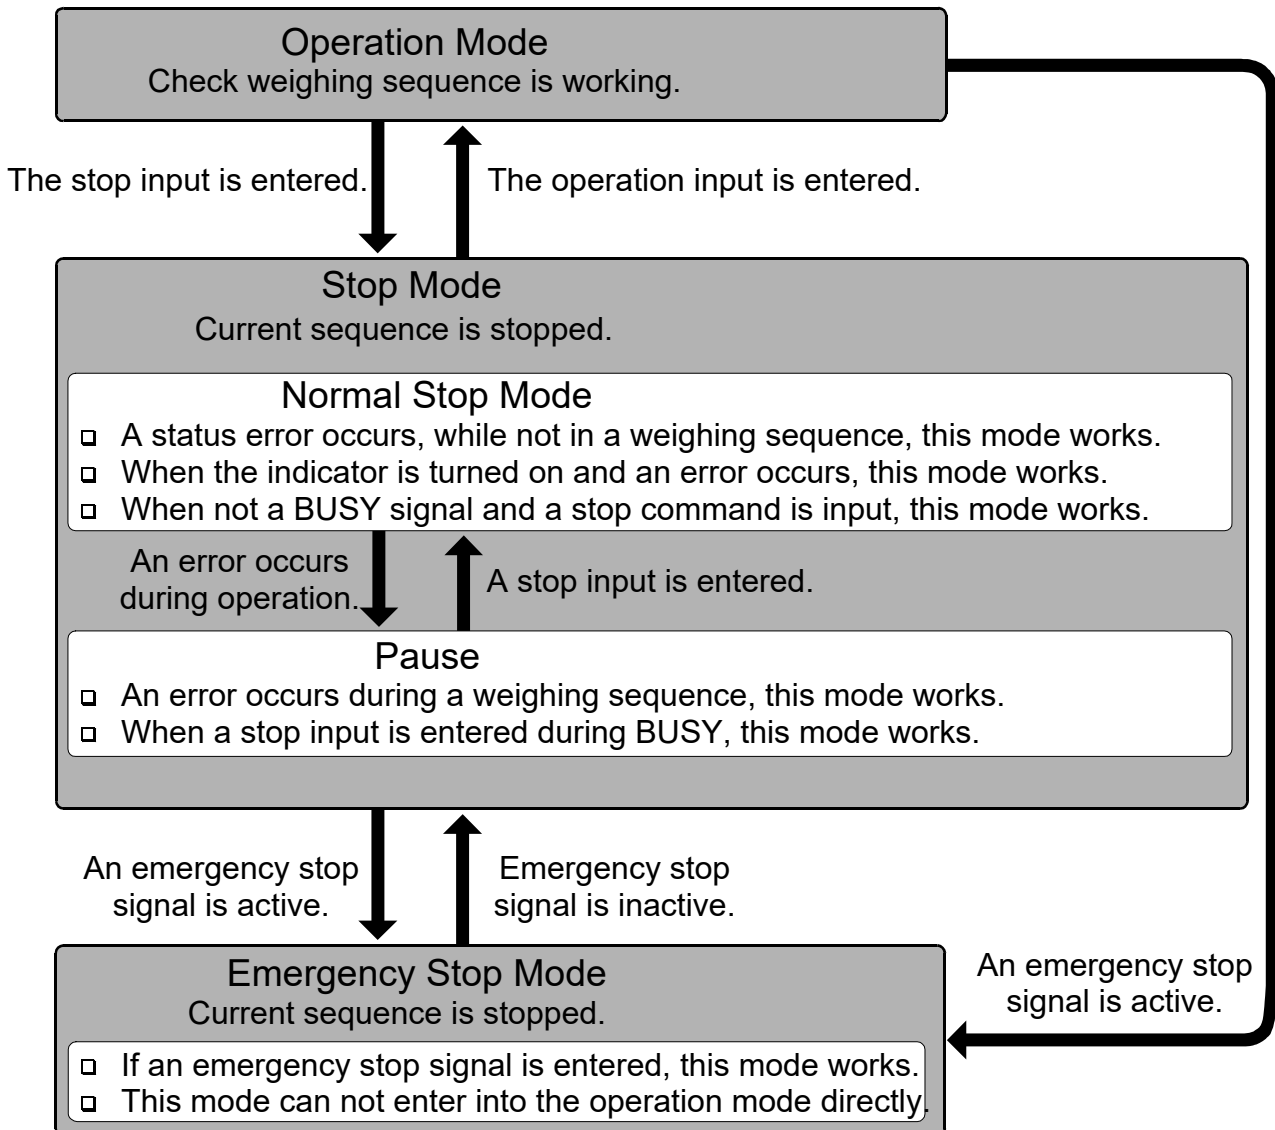 Operation Mode
Check weighing sequence is working.
The stop input is entered.
The operation input is entered.
Stop Mode
Current sequence is stopped.
Normal Stop Mode
A status error occurs, while not in a weighing sequence, this mode works.
When the indicator is turned on and an error occurs, this mode works.
When not a BUSY signal and a stop command is input, this mode works.
An error occurs
during operation.
A stop input is entered.
Pause
An error occurs during a weighing sequence, this mode works.
When a stop input is entered during BUSY, this mode works.
An emergency stop
signal is active.
Emergency stop
signal is inactive.
An emergency stop
signal is active.
Emergency Stop Mode
Current sequence is stopped.
If an emergency stop signal is entered, this mode works.
This mode can not enter into the operation mode directly.